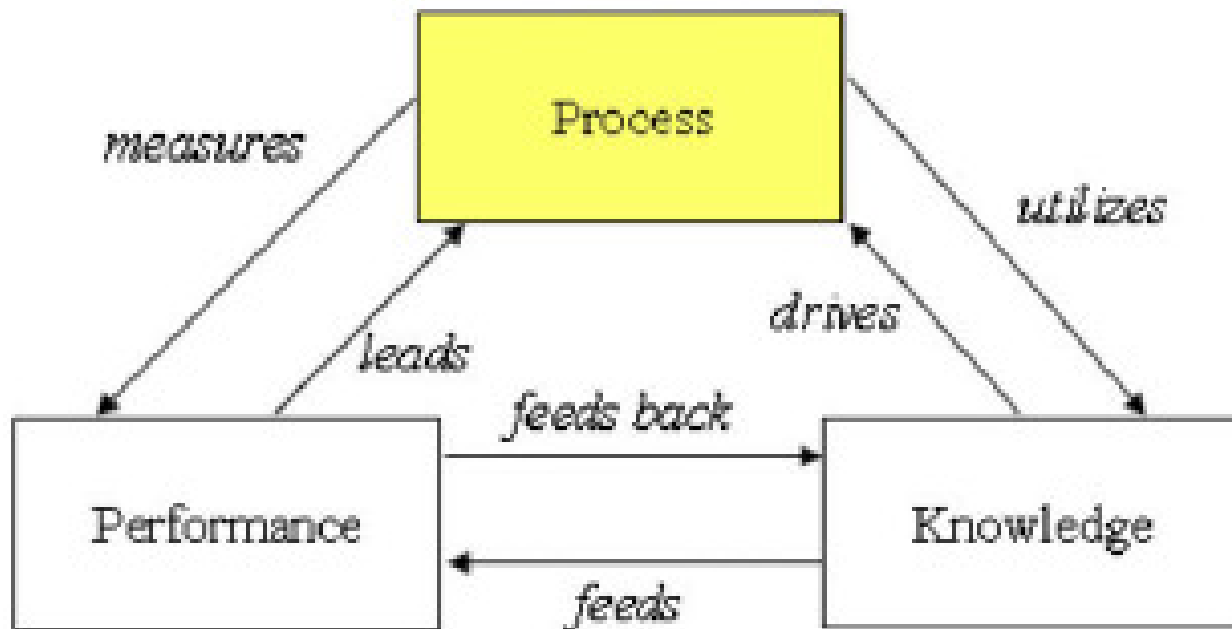 Process
measures
utilizes
drives
leads
feeds back
Performance
Knowledge
feeds